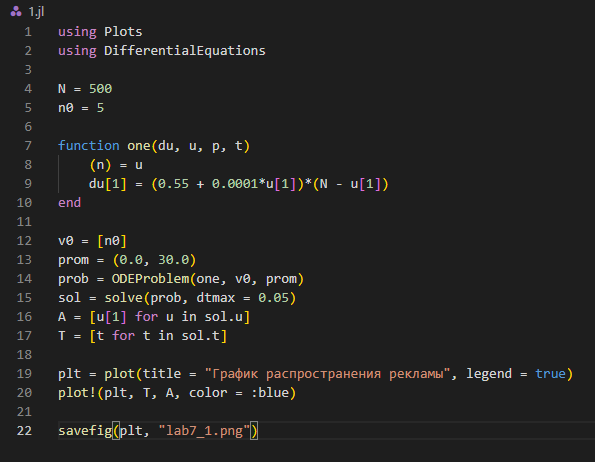 1.jl
1 using Plots
2 using DifferentialEquations
3
4 N = 500
5 n0 = 5
6
7 function one(du, u, p, t)
8     (n) = u
9     du[1] = (0.55 + 0.0001*u[1])*(N - u[1])
10 end
11
12 v0 = [n0]
13 prom = (0.0, 30.0)
14 prob = ODEProblem(one, v0, prom)
15 sol = solve(prob, dtmax = 0.05)
16 A = [u[1] for u in sol.u]
17 T = [t for t in sol.t]
18
19 plt = plot(title = "График распространения рекламы", legend = true)
20 plot!(plt, T, A, color = :blue)
21
22 savefig(plt, "lab7_1.png")